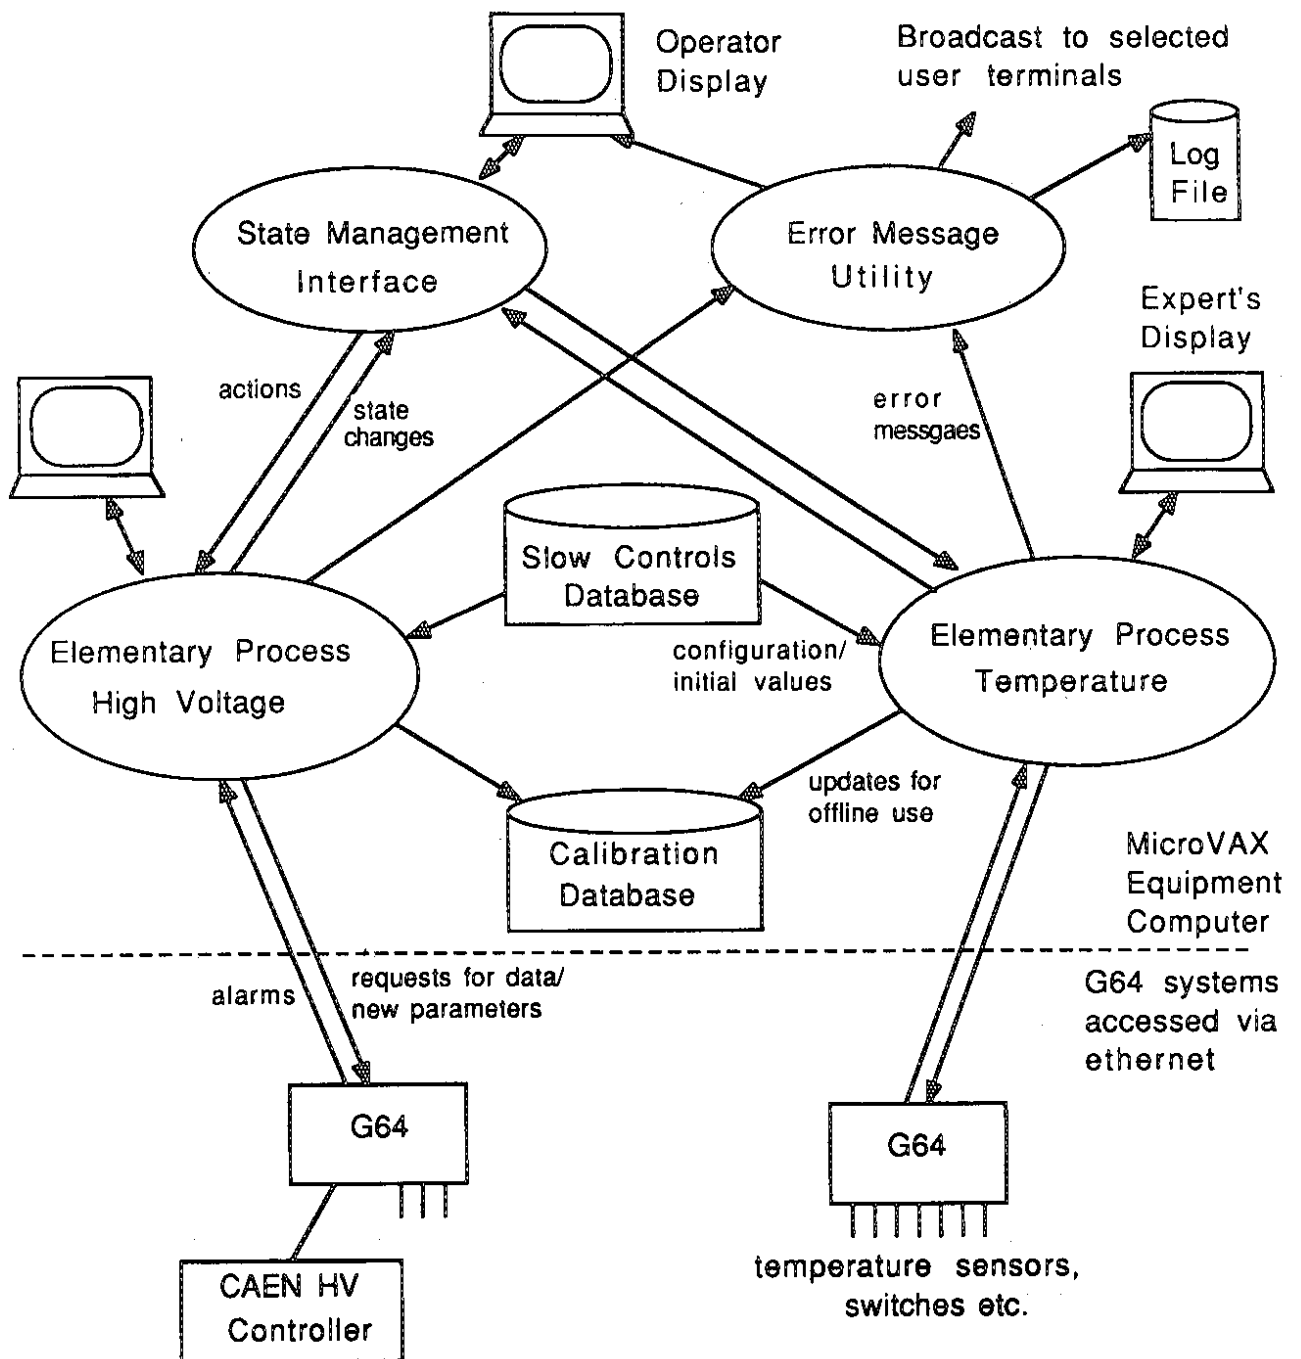 Operator
Display
Broadcast to selected
user terminals
Log
File
State Management
Interface
Error Message
Utility
Expert's
Display
actions
state
changes
error
messgaes
Slow Controls
Database
Elementary Process
High Voltage
configuration/
initial values
Elementary Process
Temperature
updates for
offline use
Calibration
Database
MicroVAX
Equipment
Computer
alarms
requests for data/
new parameters
G64 systems
accessed via
ethernet
G64
G64
CAEN HV
Controller
temperature sensors,
switches etc.